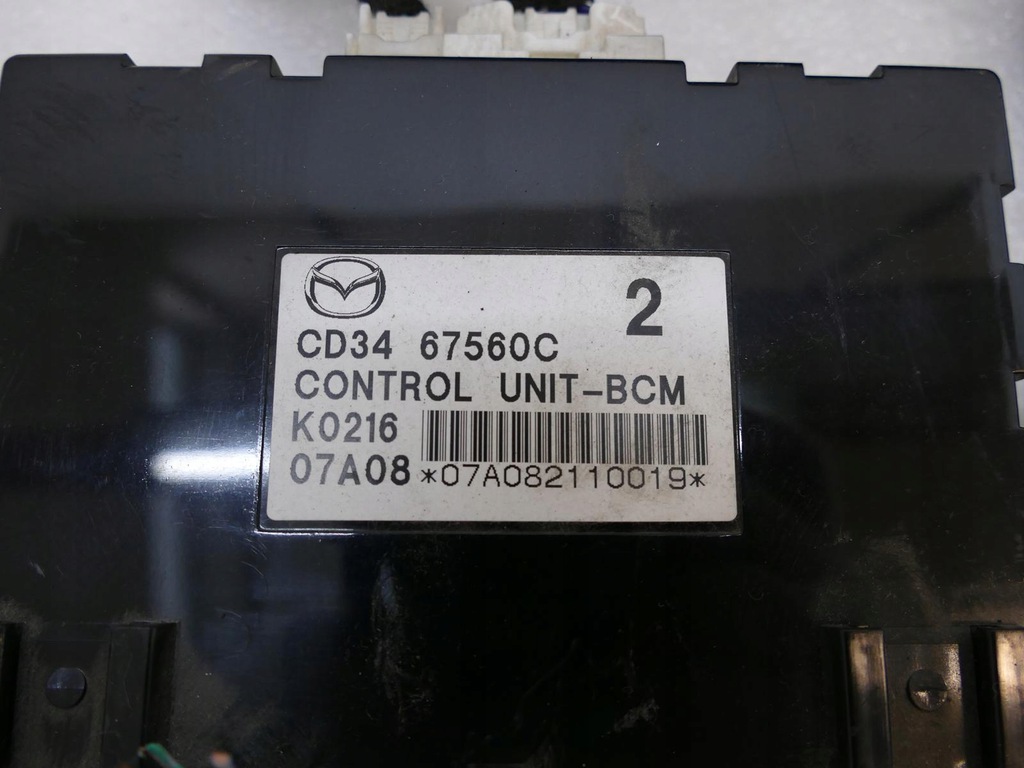 2
CD34 67560C
CONTROL UNIT-BCM
K0216
07A08 *07A082110019*